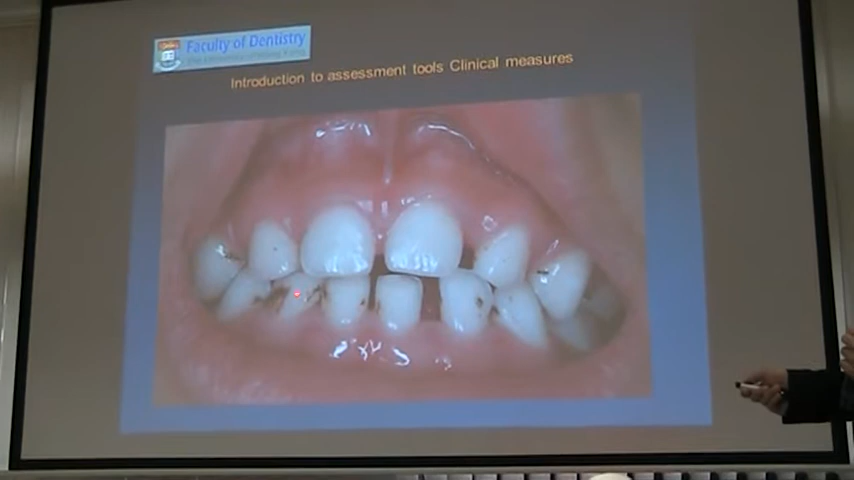 Faculty of Dentistry
Introduction to assessment tools Clinical measures